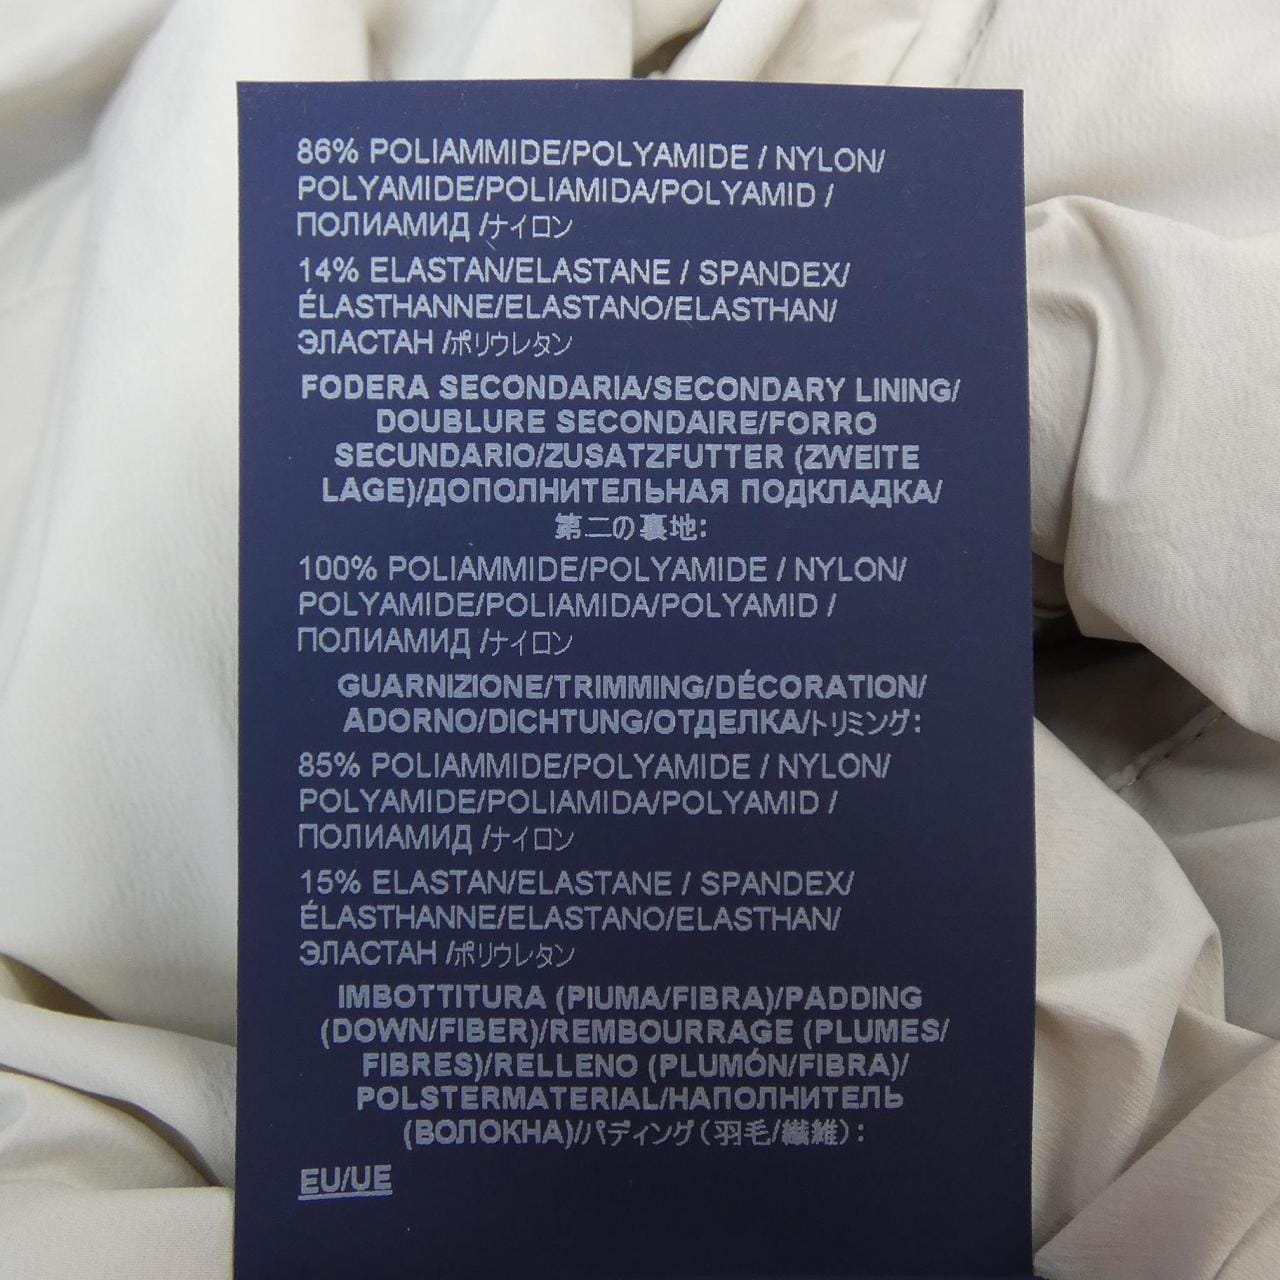 86% POLIAMMIDE/POLYAMIDE / NYLON/
POLYAMIDE/POLIAMIDA/POLYAMID /
ПОЛИАМИД /ナイロン
14% ELASTAN/ELASTANE / SPANDEX/
ÉLASTHANNE/ELASTANO/ELASTHAN/
ЭЛАСТАН /ポリウレタン
FODERA SECONDARIA/SECONDARY LINING/
DOUBLURE SECONDAIRE/FORRO
SECUNDARIO/ZUSATZFUTTER (ZWEITE
LAGE)/ДОПОЛНИТЕЛЬНАЯ ПОДКЛАДКА/
第二の裏地:
100% POLIAMMIDE/POLYAMIDE / NYLON/
POLYAMIDE/POLIAMIDA/POLYAMID /
ПОЛИАМИД /ナイロン
GUARNIZIONE/TRIMMING/DÉCORATION/
ADORNO/DICHTUNG/ОТДЕЛКА/トリミング:
85% POLIAMMIDE/POLYAMIDE / NYLON/
POLYAMIDE/POLIAMIDA/POLYAMID /
ПОЛИАМИД /ナイロン
15% ELASTAN/ELASTANE / SPANDEX/
ÉLASTHANNE/ELASTANO/ELASTHAN/
ЭЛАСТАН /ポリウレタン
IMBOTTITURA (PIUMA/FIBRA)/PADDING
(DOWN/FIBER)/REMBOURRAGE (PLUMES/
FIBRES)/RELLENO (PLUMÓN/FIBRA)/
POLSTERMATERIAL/НАПОЛНИТЕЛЬ
(ВОЛОКНА)/パディング(羽毛/繊維):
EU/UE